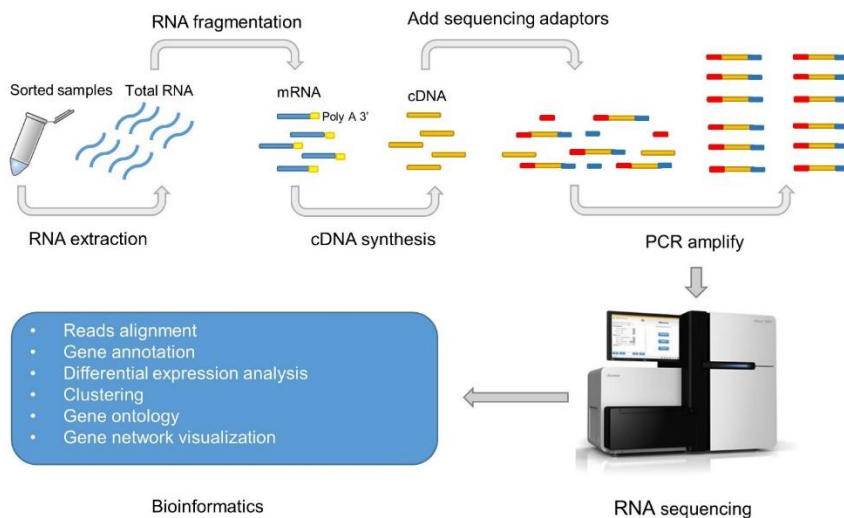 RNA fragmentation
Add sequencing adaptors
Sorted samples
Total RNA
mRNA
cDNA
Poly A 3'
RNA extraction
cDNA synthesis
PCR amplify
• Reads alignment
• Gene annotation
• Differential expression analysis
• Clustering
• Gene ontology
• Gene network visualization
Bioinformatics
RNA sequencing